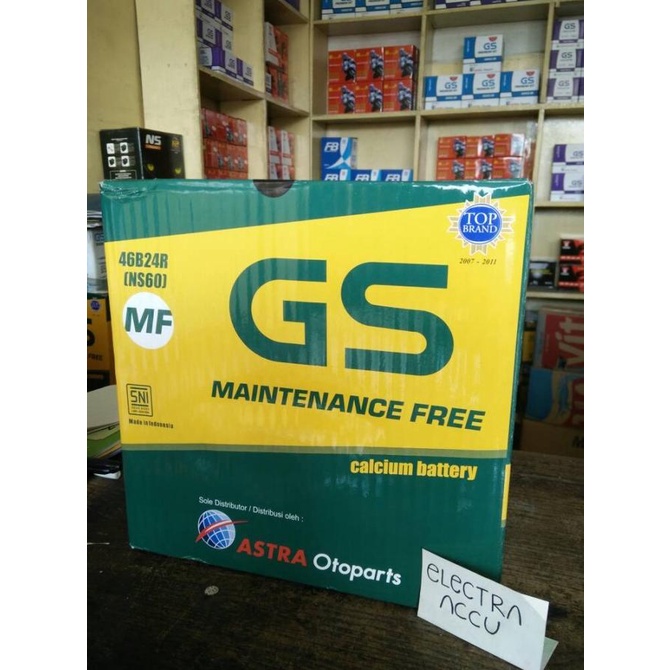 NS
GS
FB
TOP
BRAND
2007 - 2011
46B24R
(NS60)
MF
GS
MAINTENANCE FREE
SNI
Made in Indonesia
calcium battery
Sole Distributor / Distribusi oleh :
ASTRA Otoparts
ELECTRA
ACCU